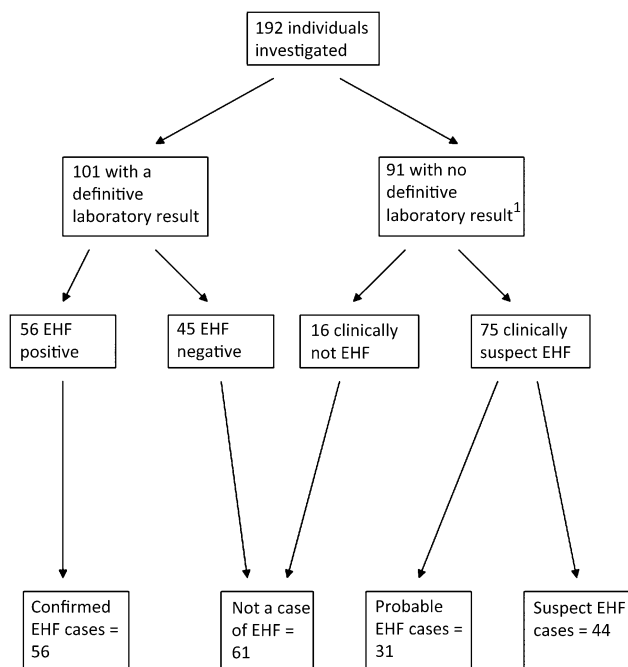 192 individuals
investigated
101 with a
definitive
laboratory result
91 with no
definitive
laboratory result1
56 EHF
positive
45 EHF
negative
16 clinically
not EHF
75 clinically
suspect EHF
Confirmed
EHF cases =
56
Not a case
of EHF =
61
Probable
EHF cases =
31
Suspect EHF
cases = 44